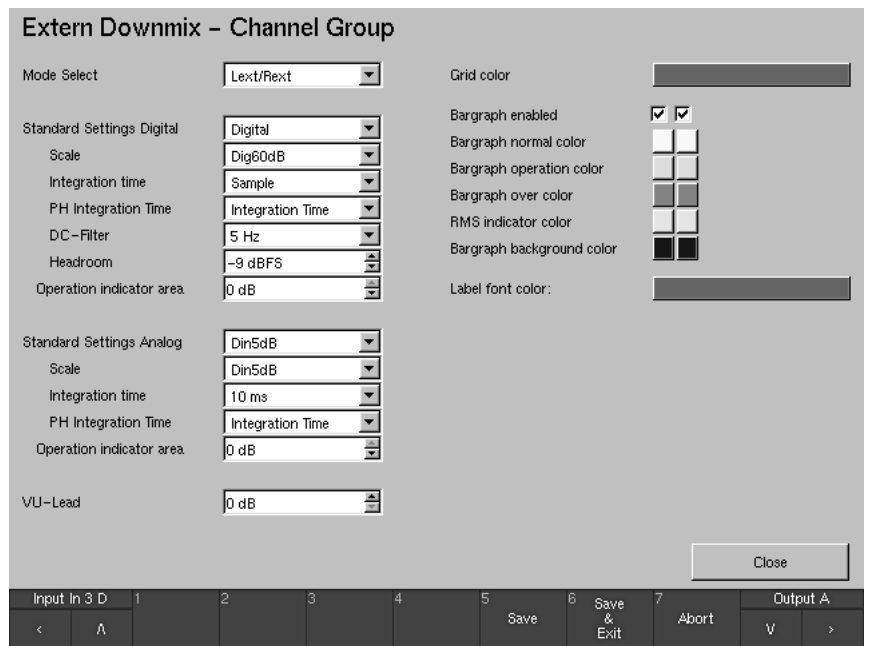 Extern Downmix – Channel Group
Mode Select Lext/Rext
Standard Settings Digital Digital
Scale Dig60dB
Integration time Sample
PH Integration Time Integration Time
DC-Filter 5 Hz
Headroom -9 dBFS
Operation indicator area 0 dB
Standard Settings Analog Din5dB
Scale Din5dB
Integration time 10 ms
PH Integration Time Integration Time
Operation indicator area 0 dB
VU-Lead 0 dB
Grid color
Bargraph enabled
Bargraph normal color
Bargraph operation color
Bargraph over color
RMS indicator color
Bargraph background color
Label font color:
Close
Input In 3 D
< Λ
1
2
3
4
5 Save
6 Save & Exit
7 Abort
Output A
V >